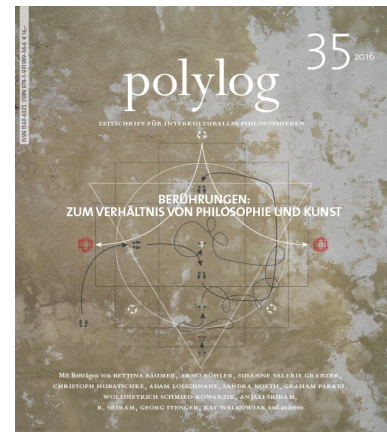 35 2016
polylog
ZEITSCHRIFT FÜR INTERKULTURELLES PHILOSOPHIEREN
BERÜHRUNGEN:
ZUM VERHÄLTNIS VON PHILOSOPHIE UND KUNST
Mit Beiträgen von BETTINA BÄUMER, ARNO BÖHLER, SUSANNE VALERIE GRANZER,
CHRISTOPH HUBATSCHKE, ADAM LOUGHNANE, SANDRA NOETH, GRAHAM PARKES,
WOLFDIETRICH SCHMIED-KOWARZIK, ANJALI SRIRAM,
R. SRIRAM, GEORG STENGER, KAY WALKOWIAK und anderen